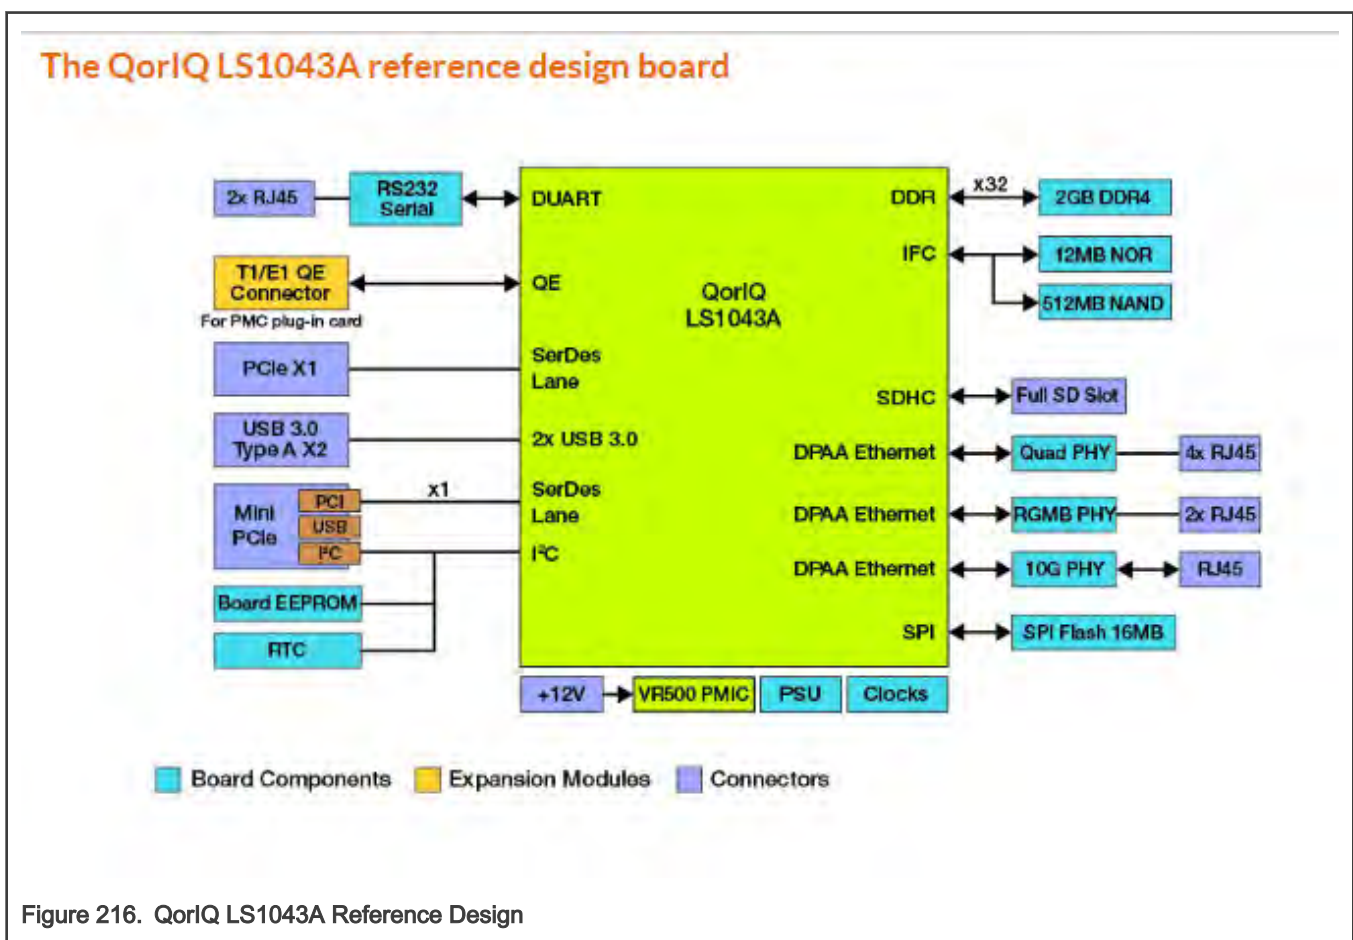 The QorIQ LS1043A reference design board
2x RJ45
RS232
Serial
DUART
DDR
x32
2GB DDR4
T1/E1 QE
Connector
For PMC plug-in card
QE
QorIQ
LS1043A
IFC
12MB NOR
512MB NAND
PCIe X1
SerDes
Lane
SDHC
Full SD Slot
USB 3.0
Type A X2
2x USB 3.0
DPAA Ethernet
Quad PHY
4x RJ45
Mini
PCIe
PCI
USB
I²C
x1
SerDes
Lane
I²C
DPAA Ethernet
RGMB PHY
2x RJ45
DPAA Ethernet
10G PHY
RJ45
Board EEPROM
RTC
SPI
SPI Flash 16MB
+12V
VR500 PMIC
PSU
Clocks
Board Components
Expansion Modules
Connectors
Figure 216. QorIQ LS1043A Reference Design